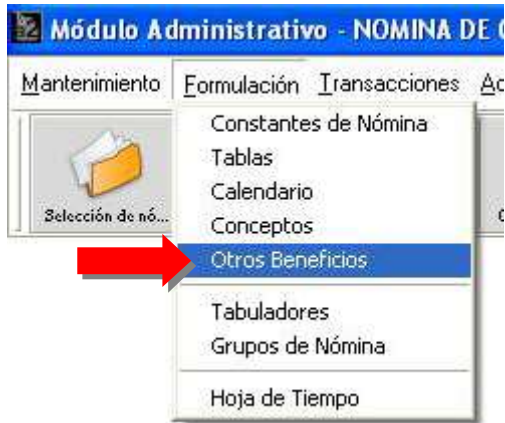 Módulo Administrativo - NOMINA DE
Mantenimiento Formulación Transacciones
Selección de nó...
Constantes de Nómina
Tablas
Calendario
Conceptos
Otros Beneficios
Tabuladores
Grupos de Nómina
Hoja de Tiempo